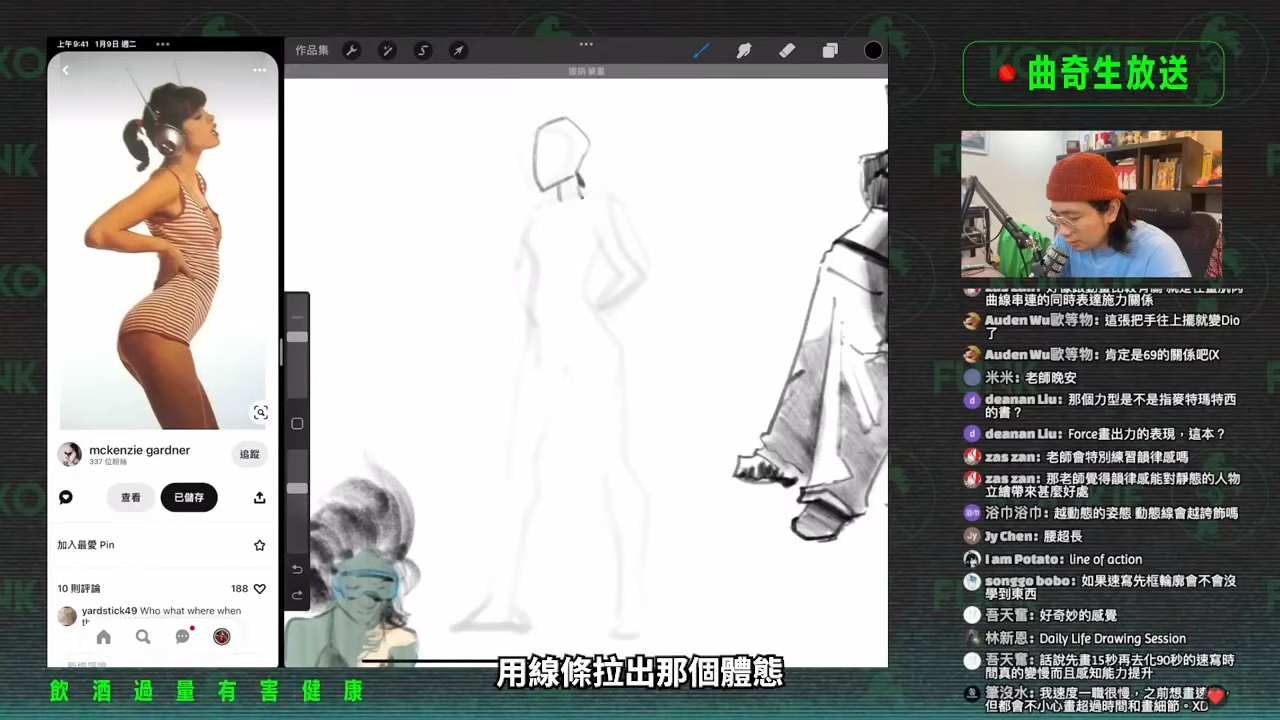 上午9:41 1月9日 週二
作品集
曲奇生放送
mckenzie gardner
337 位粉絲
追蹤
查看
已儲存
加入最愛 Pin
10 則評論
188
yardstick49 Who what where when
曲線串連的同時表達施力關係
Auden Wu歐等物: 這張把手往上擺就變Dio
了
Auden Wu歐等物: 肯定是69的關係吧(X
米米: 老師晚安
deanan Liu: 那個力型是不是指麥特瑪特西
的書？
deanan Liu: Force畫出力的表現，這本？
zas zan: 老師會特別練習韻律感嗎
zas zan: 那老師覺得韻律感能對靜態的人物
立繪帶來甚麼好處
浴巾浴巾: 越動態的姿態 動態線會越誇飾嗎
Jy Chen: 腰超長
I am Potato: line of action
songgo bobo: 如果速寫先框輪廓會不會沒
學到東西
吾天奮: 好奇妙的感覺
林新恩: Daily Life Drawing Session
吾天奮: 話說先畫15秒再去化90秒的速寫時
間真的變慢而且感知能力提升
筆沒水: 我速度一職很慢，之前想畫速
但都會不小心畫超過時間和畫細節。XD
用線條拉出那個體態
飲酒過量有害健康